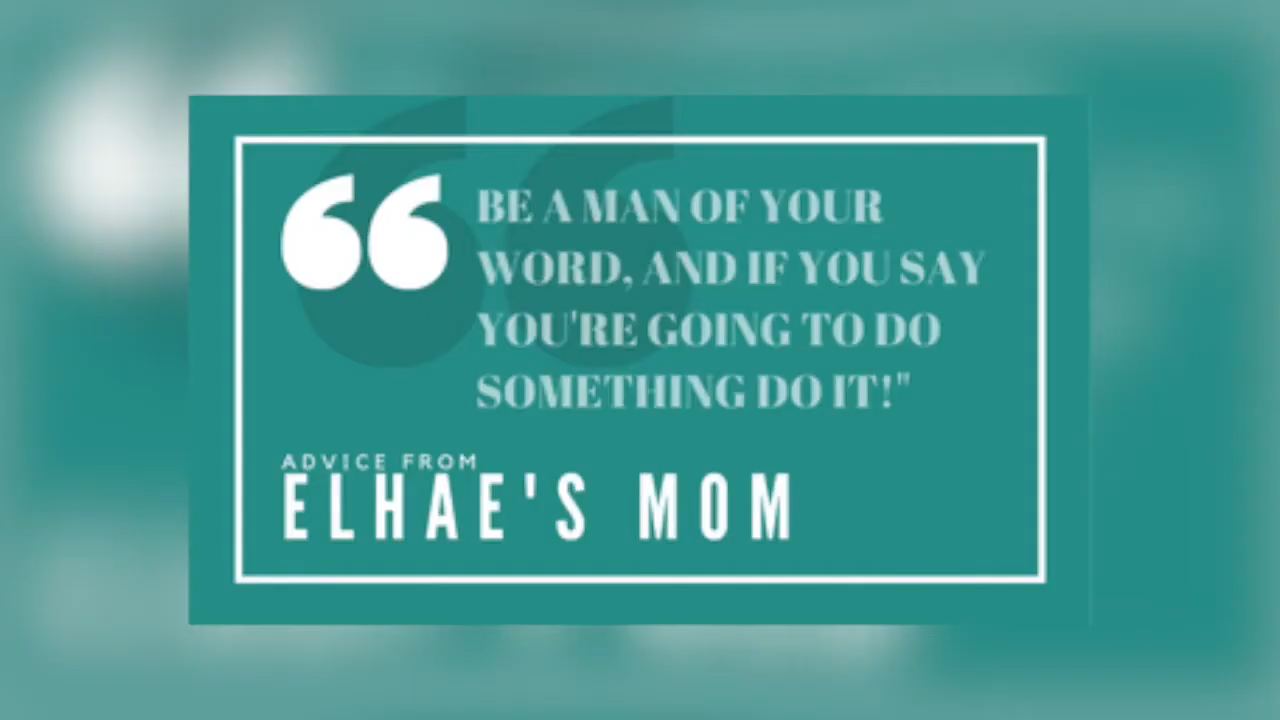 BE A MAN OF YOUR
WORD, AND IF YOU SAY
YOU'RE GOING TO DO
SOMETHING DO IT!"
ADVICE FROM
ELHAE'S MOM